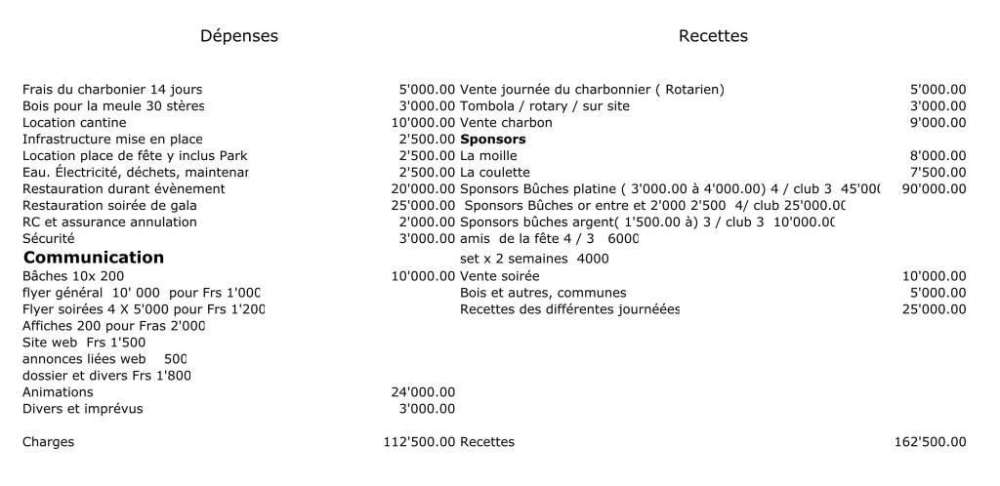 Dépenses Recettes
Frais du charbonier 14 jours 5'000.00 Vente journée du charbonnier ( Rotarien) 5'000.00
Bois pour la meule 30 stères 3'000.00 Tombola / rotary / sur site 3'000.00
Location cantine 10'000.00 Vente charbon 9'000.00
Infrastructure mise en place 2'500.00 Sponsors
Location place de fête y inclus Park 2'500.00 La moille 8'000.00
Eau. Électricité, déchets, maintenar 2'500.00 La coulette 7'500.00
Restauration durant évènement 20'000.00 Sponsors Bûches platine ( 3'000.00 à 4'000.00) 4 / club 3 45'000 90'000.00
Restauration soirée de gala 25'000.00 Sponsors Bûches or entre et 2'000 2'500 4/ club 25'000.00
RC et assurance annulation 2'000.00 Sponsors bûches argent( 1'500.00 à) 3 / club 3 10'000.00
Sécurité 3'000.00 amis de la fête 4 / 3 6000
Communication set x 2 semaines 4000
Bâches 10x 200 10'000.00 Vente soirée 10'000.00
flyer général 10' 000 pour Frs 1'000 Bois et autres, communes 5'000.00
Flyer soirées 4 X 5'000 pour Frs 1'200 Recettes des différentes journéées 25'000.00
Affiches 200 pour Fras 2'000
Site web Frs 1'500
annonces liées web 500
dossier et divers Frs 1'800
Animations 24'000.00
Divers et imprévus 3'000.00
Charges 112'500.00 Recettes 162'500.00